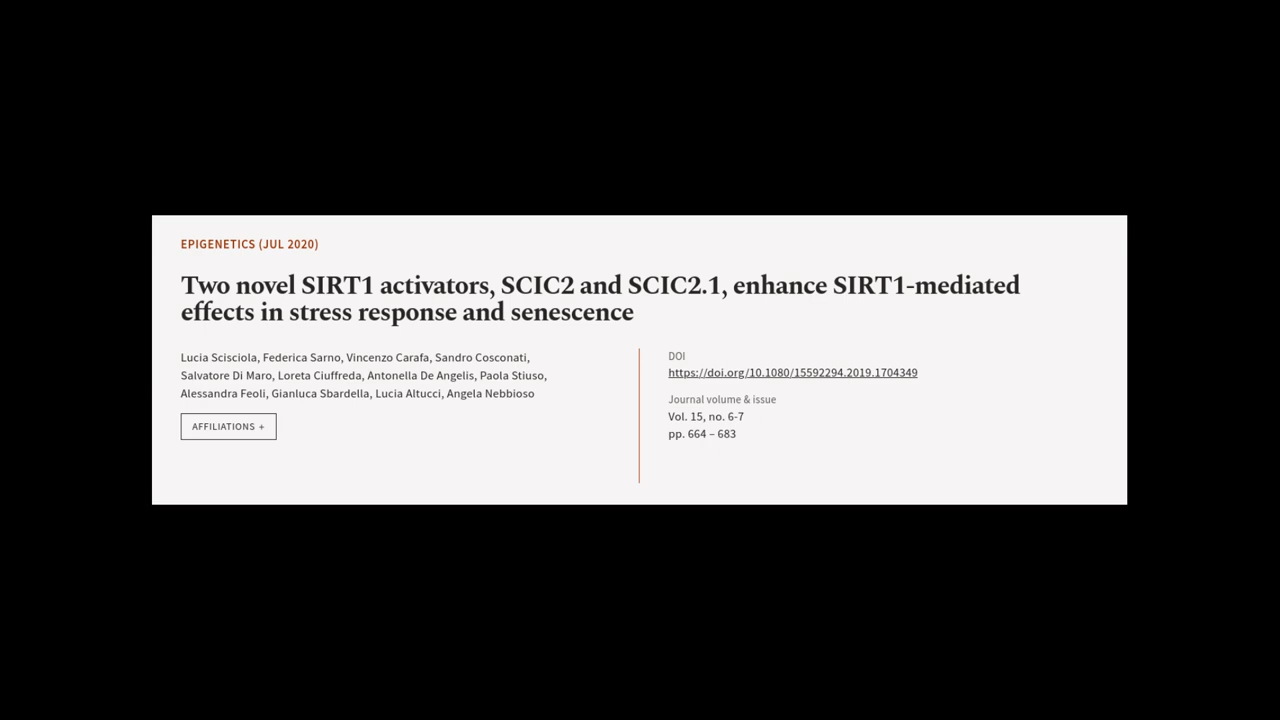 EPIGENETICS (JUL 2020)
Two novel SIRT1 activators, SCIC2 and SCIC2.1, enhance SIRT1-mediated
effects in stress response and senescence
Lucia Scisciola, Federica Sarno, Vincenzo Carafa, Sandro Cosconati,
Salvatore Di Maro, Loreta Ciuffreda, Antonella De Angelis, Paola Stiuso,
Alessandra Feoli, Gianluca Sbardella, Lucia Altucci, Angela Nebbioso
AFFILIATIONS +
DOI
https://doi.org/10.1080/15592294.2019.1704349
Journal volume & issue
Vol. 15, no. 6-7
pp. 664 – 683